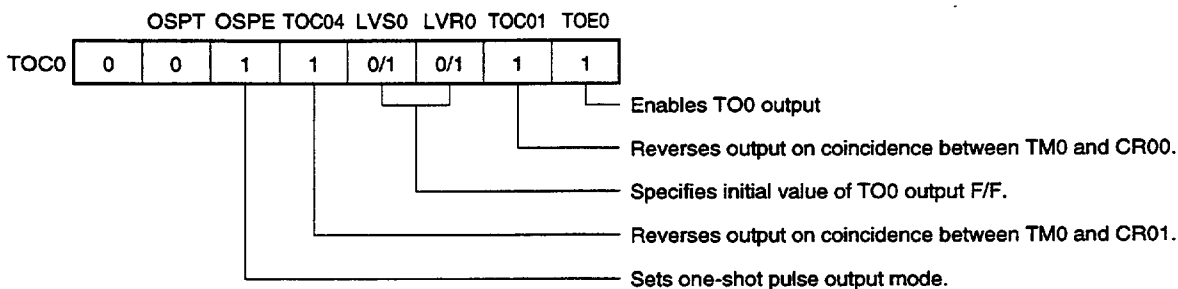 OSPT OSPE TOC04 LVS0 LVR0 TOC01 TOE0
TOC0 0 0 1 1 0/1 0/1 1 1
Enables TO0 output
Reverses output on coincidence between TM0 and CR00.
Specifies initial value of TO0 output F/F.
Reverses output on coincidence between TM0 and CR01.
Sets one-shot pulse output mode.